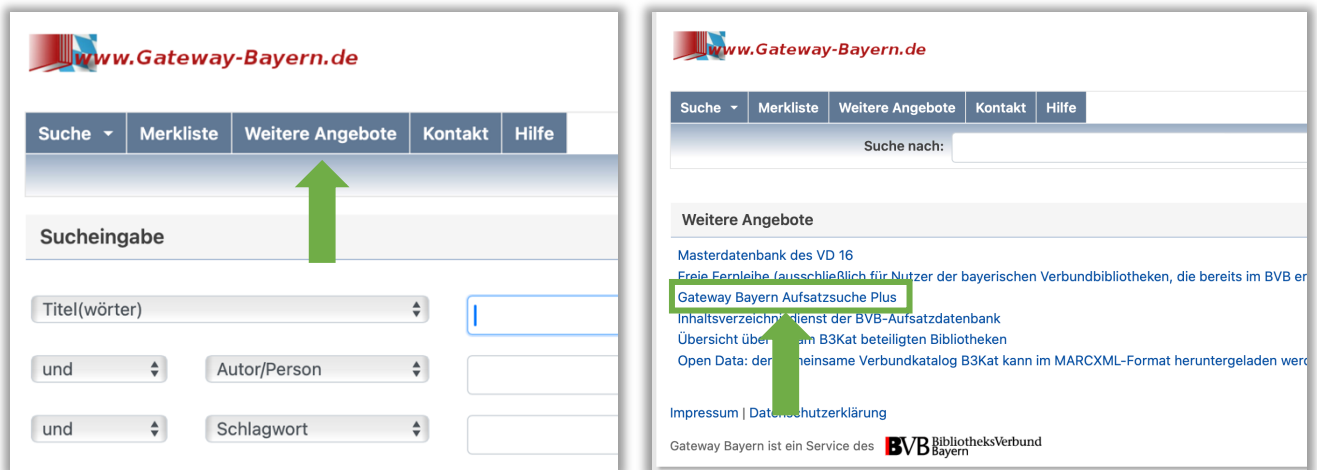 www.Gateway-Bayern.de
Suche Merkliste Weitere Angebote Kontakt Hilfe
Sucheingabe
Titel(wörter)
und Autor/Person
und Schlagwort
www.Gateway-Bayern.de
Suche Merkliste Weitere Angebote Kontakt Hilfe
Suche nach:
Weitere Angebote
Masterdatenbank des VD 16
Freie Fernleihe (ausschließlich für Nutzer der bayerischen Verbundbibliotheken, die bereits im BVB er
Gateway Bayern Aufsatzsuche Plus
Inhaltsverzeichnisdienst der BVB-Aufsatzdatenbank
Übersicht über am B3Kat beteiligten Bibliotheken
Open Data: der gemeinsame Verbundkatalog B3Kat kann im MARCXML-Format heruntergeladen werd
Impressum | Datenschutzerklärung
Gateway Bayern ist ein Service des BVB BibliotheksVerbund
Bayern